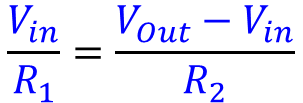 V_in / R_1 = (V_Out − V_in) / R_2